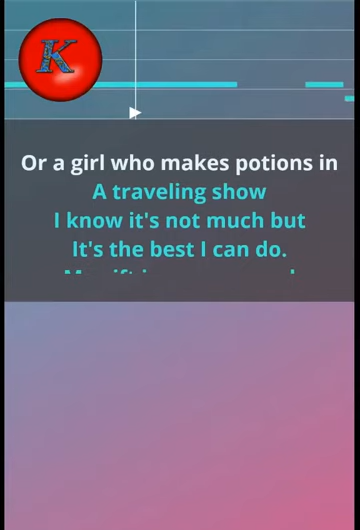 K
Or a girl who makes potions in
A traveling show
I know it's not much but
It's the best I can do.